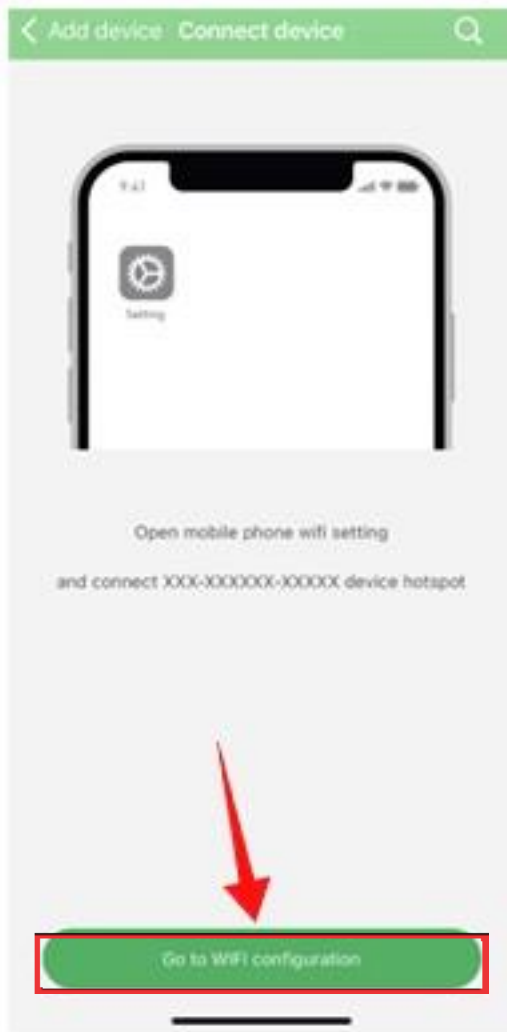 Add device Connect device
9:41
Setting
Open mobile phone wifi setting
and connect XXX-XXXXXX-XXXXX device hotspot
Go to WIFI configuration